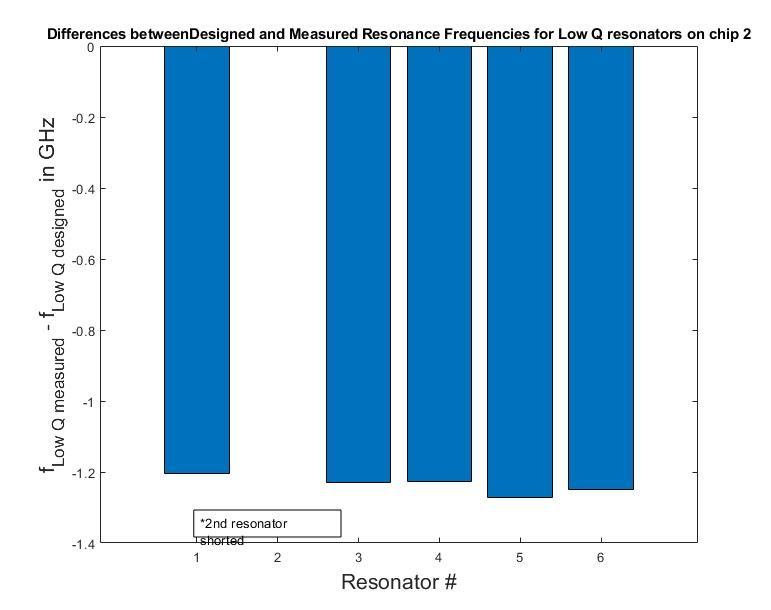 Differences betweenDesigned and Measured Resonance Frequencies for Low Q resonators on chip 2
f_Low Q measured - f_Low Q designed in GHz
0
-0.2
-0.4
-0.6
-0.8
-1
-1.2
-1.4
*2nd resonator
shorted
1 2 3 4 5 6
Resonator #